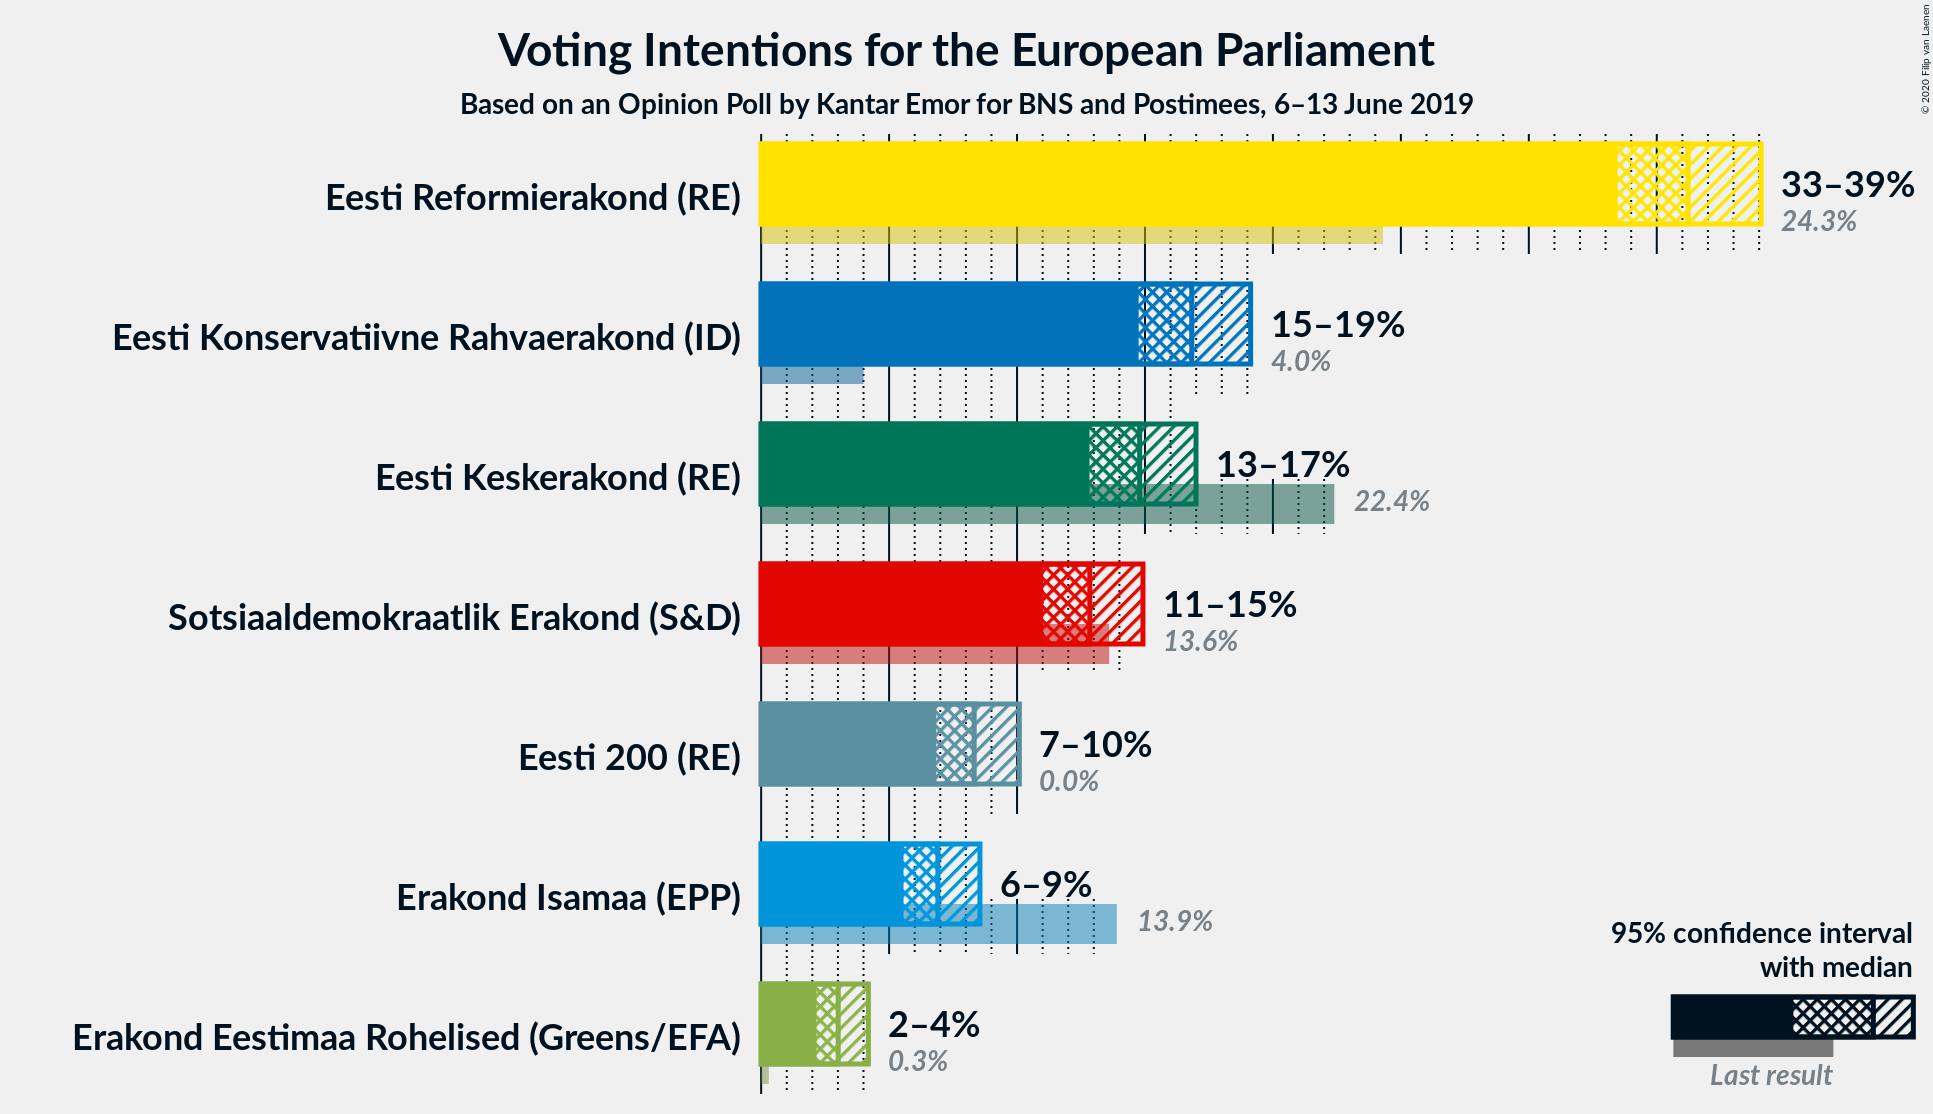 Voting Intentions for the European Parliament
Based on an Opinion Poll by Kantar Emor for BNS and Postimees, 6–13 June 2019
© 2020 Filip van Laenen
Eesti Reformierakond (RE)
33–39%
24.3%
Eesti Konservatiivne Rahvaerakond (ID)
15–19%
4.0%
Eesti Keskerakond (RE)
13–17%
22.4%
Sotsiaaldemokraatlik Erakond (S&D)
11–15%
13.6%
Eesti 200 (RE)
7–10%
0.0%
Erakond Isamaa (EPP)
6–9%
13.9%
Erakond Eestimaa Rohelised (Greens/EFA)
2–4%
0.3%
95% confidence interval
with median
Last result